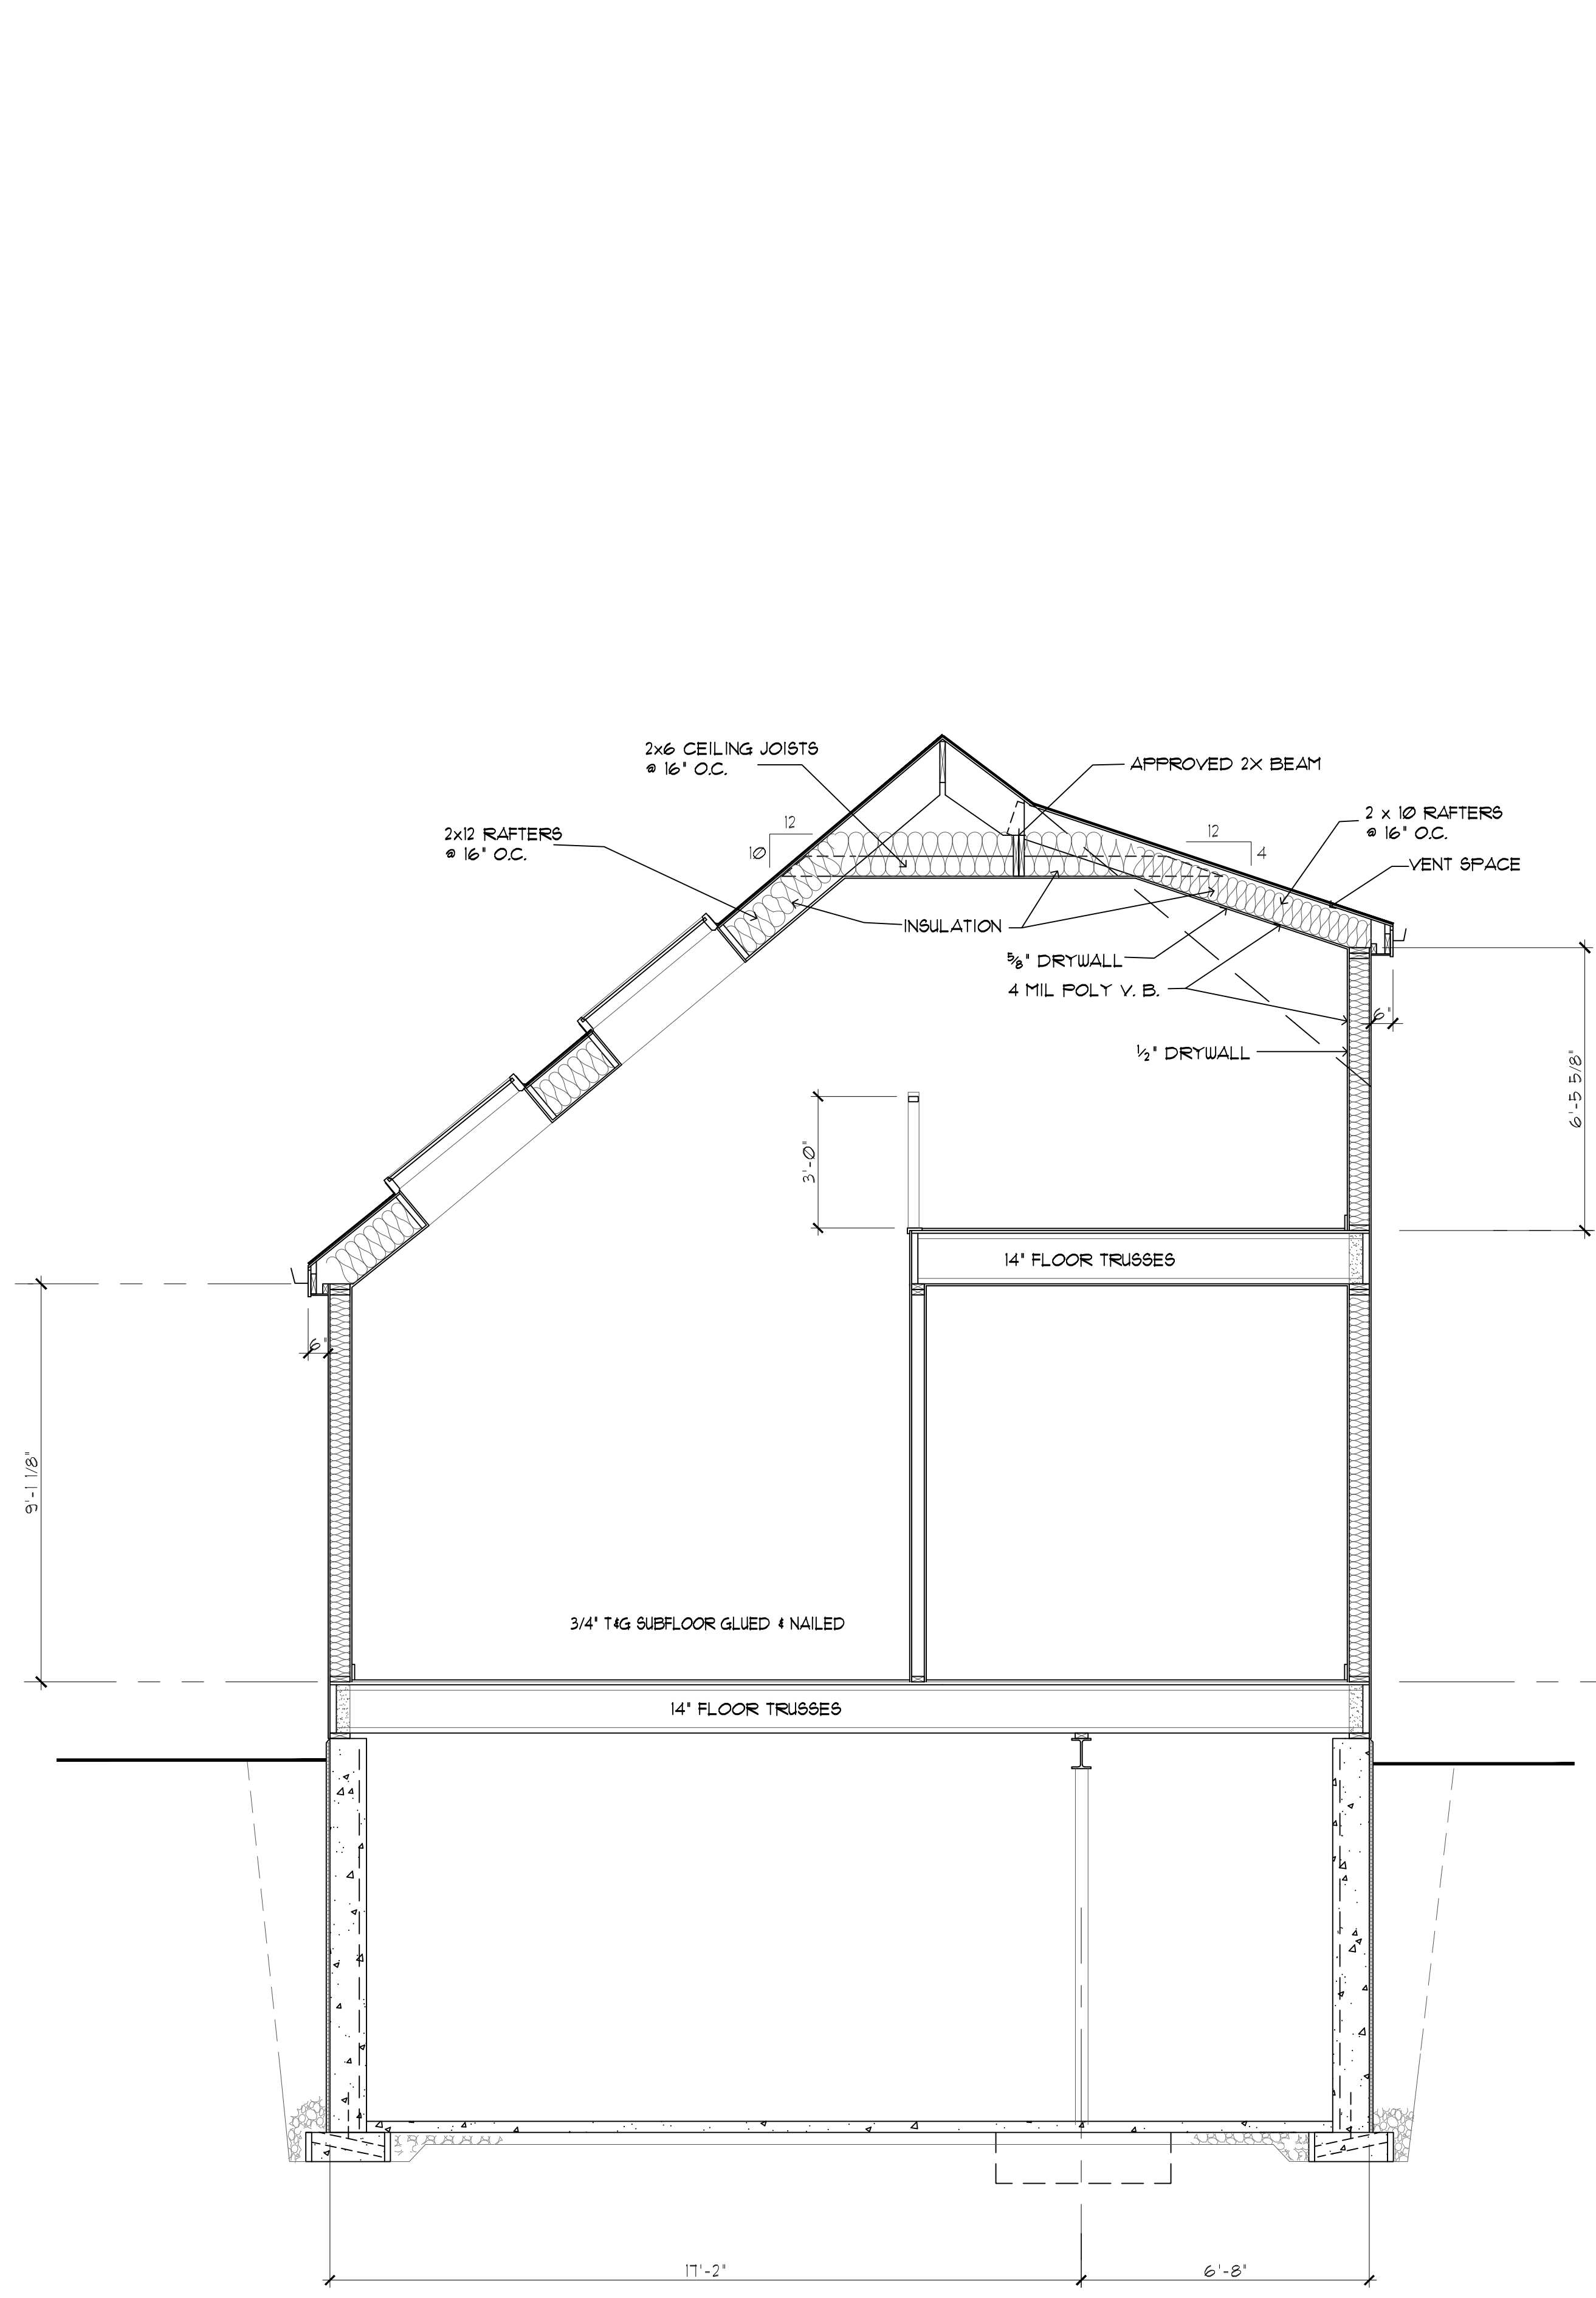 2x6 CEILING JOISTS
@ 16" O.C.
APPROVED 2X BEAM
2x12 RAFTERS
@ 16" O.C.
12
10
12
4
2 x 10 RAFTERS
@ 16" O.C.
VENT SPACE
INSULATION
5/8" DRYWALL
4 MIL POLY V. B.
6"
1/2" DRYWALL
6'-5 5/8"
3'-0"
14" FLOOR TRUSSES
6"
9'-1 1/8"
3/4" T&G SUBFLOOR GLUED & NAILED
14" FLOOR TRUSSES
17'-2"
6'-8"